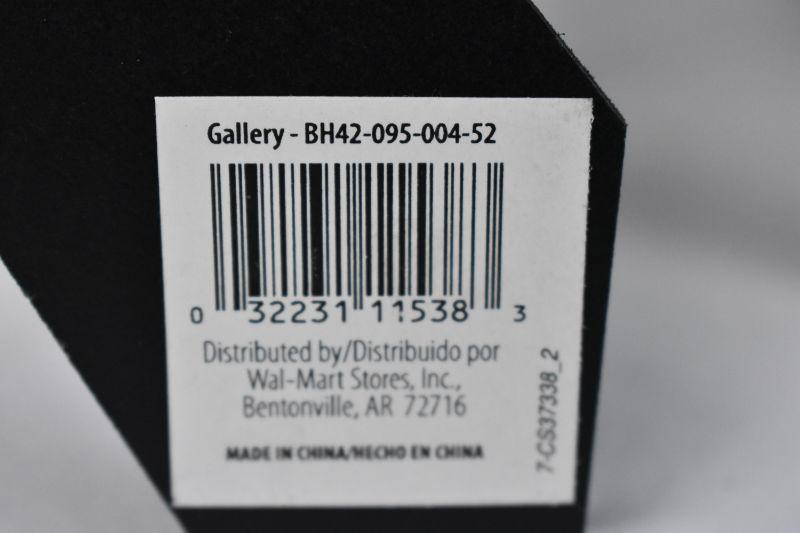 Gallery - BH42-095-004-52
0 32231 11538 3
Distributed by/Distribuido por
Wal-Mart Stores, Inc.,
Bentonville, AR 72716
MADE IN CHINA/HECHO EN CHINA
7-CS37338_2